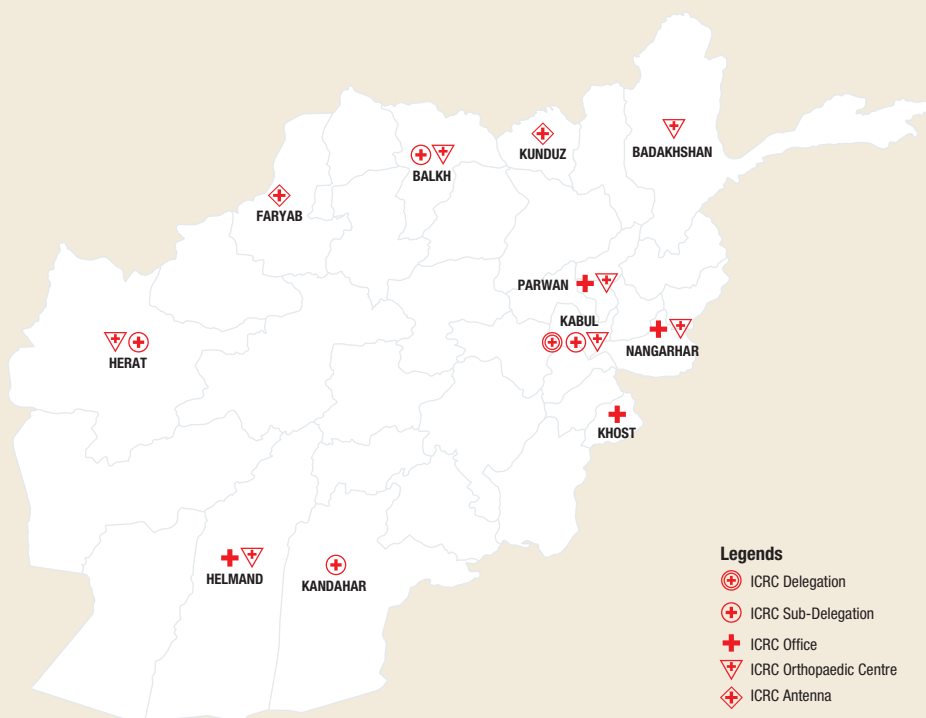 KUNDUZ
BADAKHSHAN
BALKH
FARYAB
PARWAN
KABUL
NANGARHAR
HERAT
KHOST
HELMAND
KANDAHAR
Legends
ICRC Delegation
ICRC Sub-Delegation
ICRC Office
ICRC Orthopaedic Centre
ICRC Antenna